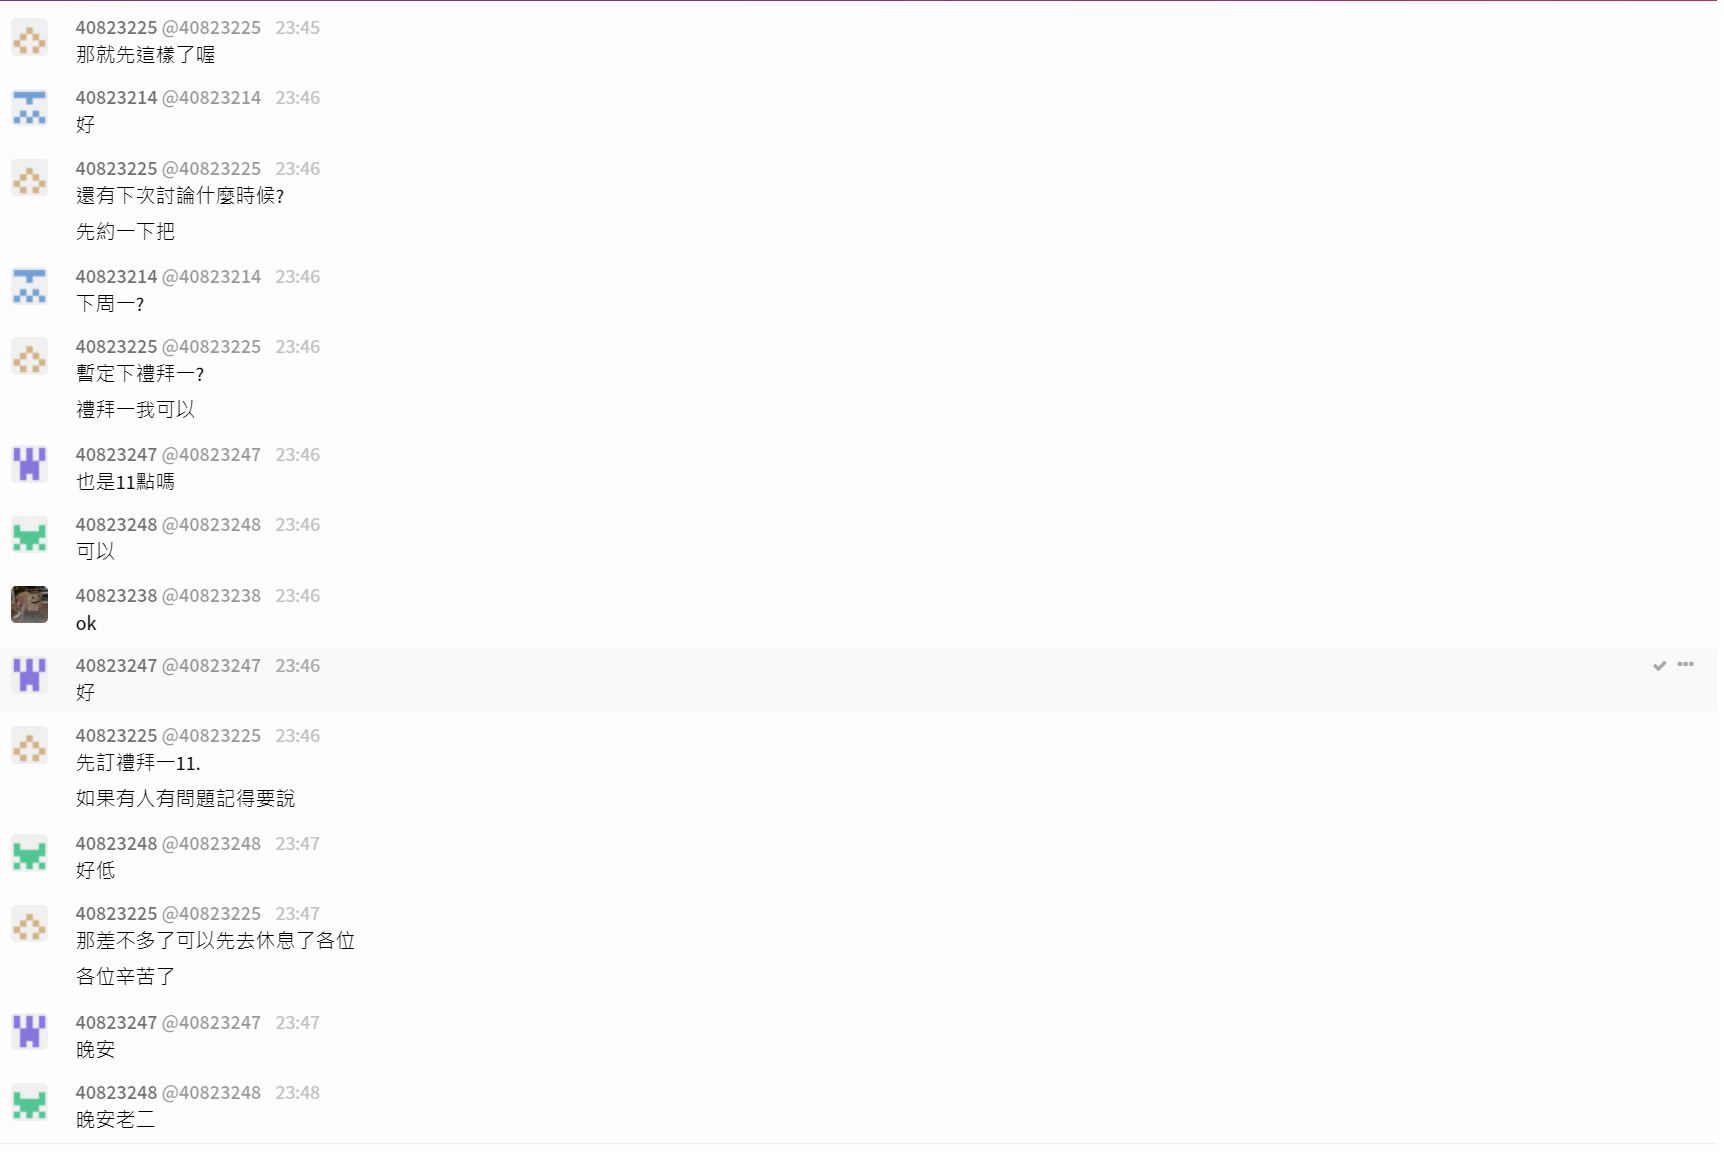 40823225 @40823225 23:45
那就先這樣了喔
40823214 @40823214 23:46
好
40823225 @40823225 23:46
還有下次討論什麼時候?
先約一下把
40823214 @40823214 23:46
下周一?
40823225 @40823225 23:46
暫定下禮拜一?
禮拜一我可以
40823247 @40823247 23:46
也是11點嗎
40823248 @40823248 23:46
可以
40823238 @40823238 23:46
ok
40823247 @40823247 23:46
好
40823225 @40823225 23:46
先訂禮拜一11.
如果有人有問題記得要說
40823248 @40823248 23:47
好低
40823225 @40823225 23:47
那差不多了可以先去休息了各位
各位辛苦了
40823247 @40823247 23:47
晚安
40823248 @40823248 23:48
晚安老二